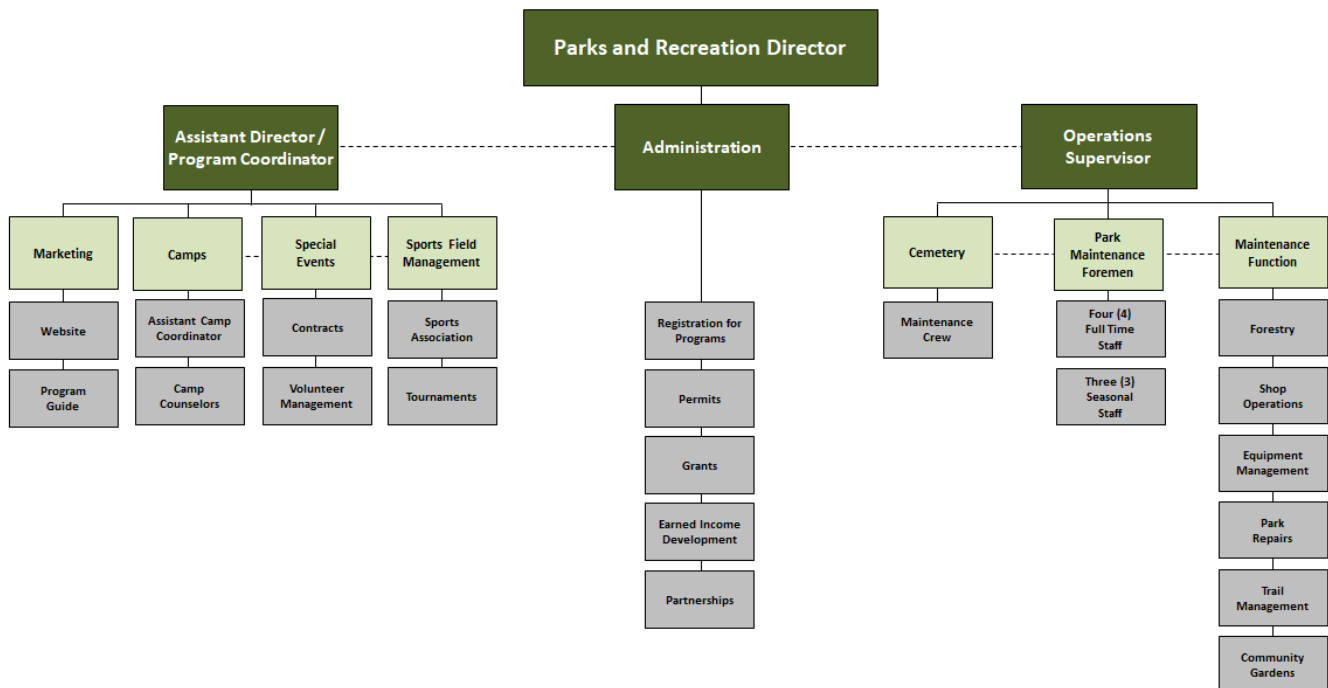 Parks and Recreation Director
Assistant Director /
Program Coordinator
Administration
Operations
Supervisor
Marketing
Camps
Special
Events
Sports Field
Management
Cemetery
Park
Maintenance
Foremen
Maintenance
Function
Website
Assistant Camp
Coordinator
Contracts
Sports
Association
Registration for
Programs
Maintenance
Crew
Four (4)
Full Time
Staff
Forestry
Program
Guide
Camp
Counselors
Volunteer
Management
Tournaments
Permits
Three (3)
Seasonal
Staff
Shop
Operations
Grants
Equipment
Management
Earned Income
Development
Park
Repairs
Partnerships
Trail
Management
Community
Gardens